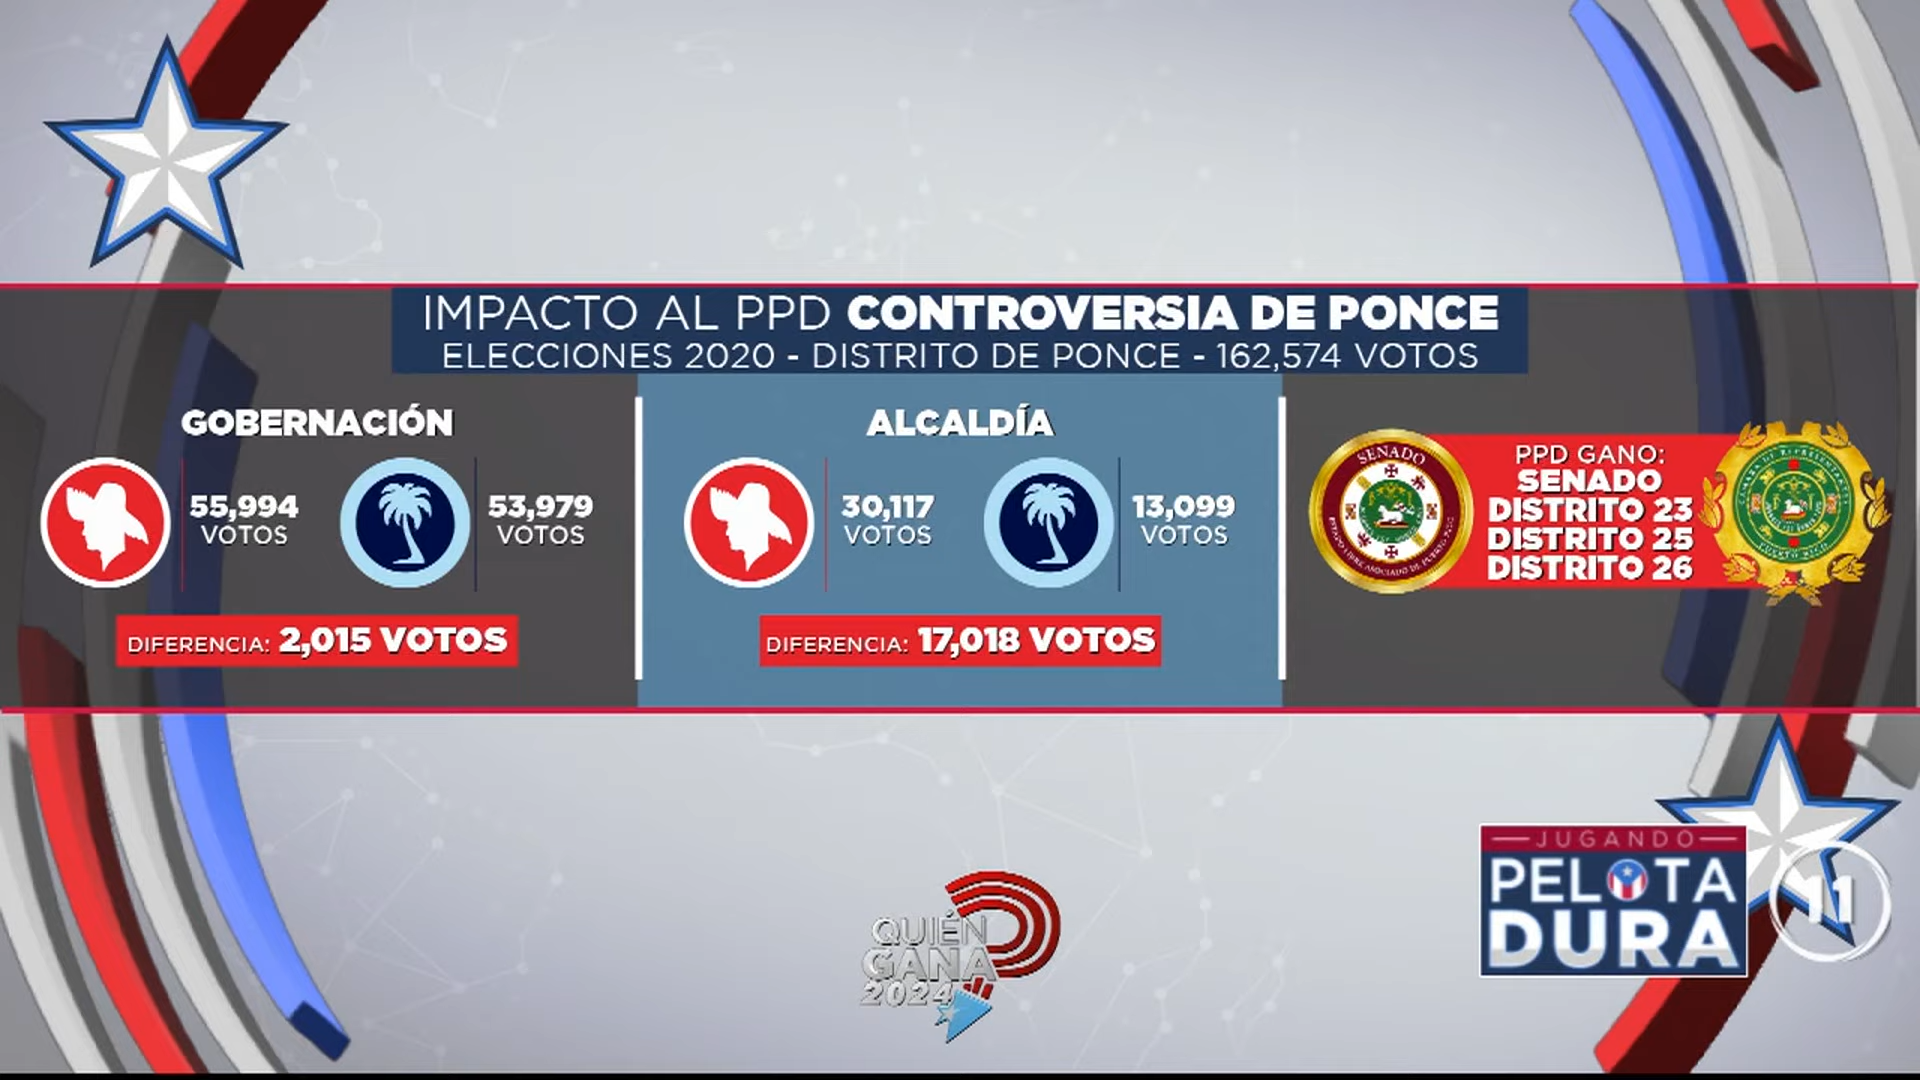 IMPACTO AL PPD CONTROVERSIA DE PONCE
ELECCIONES 2020 - DISTRITO DE PONCE - 162,574 VOTOS
GOBERNACIÓN
55,994
VOTOS
53,979
VOTOS
DIFERENCIA: 2,015 VOTOS
ALCALDÍA
30,117
VOTOS
13,099
VOTOS
DIFERENCIA: 17,018 VOTOS
SENADO
PPD GANO:
SENADO
DISTRITO 23
DISTRITO 25
DISTRITO 26
QUIÉN
GANA
2024
JUGANDO
PELOTA
DURA
11